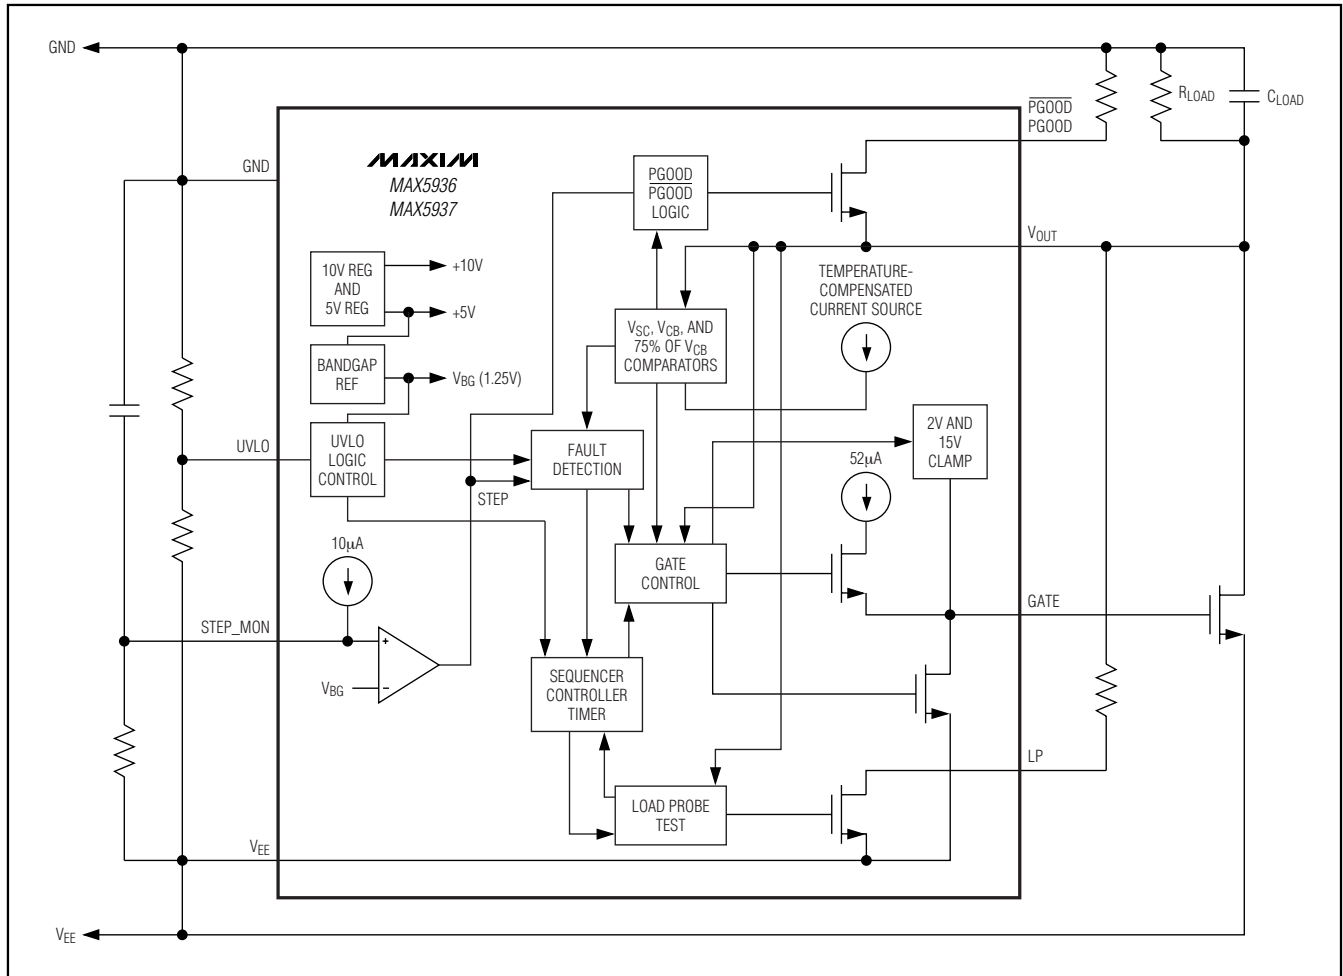 GND
PGOOD
PGOOD
RLOAD
CLOAD
GND
MAXIM
MAX5936
MAX5937
PGOOD
PGOOD
LOGIC
VOUT
10V REG
AND
5V REG
+10V
+5V
TEMPERATURE-
COMPENSATED
CURRENT SOURCE
VSC, VCB, AND
75% OF VCB
COMPARATORS
BANDGAP
REF
VBG (1.25V)
2V AND
15V
CLAMP
UVLO
UVLO
LOGIC
CONTROL
FAULT
DETECTION
52µA
STEP
10µA
GATE
CONTROL
GATE
STEP_MON
+
VBG
–
SEQUENCER
CONTROLLER
TIMER
LP
LOAD PROBE
TEST
VEE
VEE